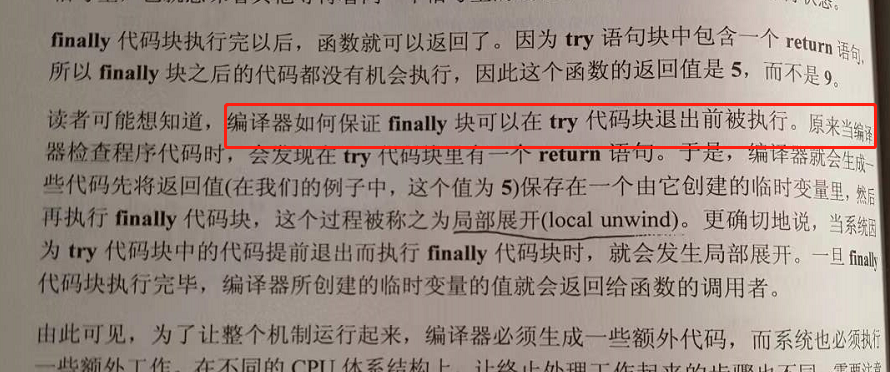 finally 代码块执行完以后，函数就可以返回了。因为 try 语句块中包含一个 return 语句，
所以 finally 块之后的代码都没有机会执行，因此这个函数的返回值是 5，而不是 9。
读者可能想知道，编译器如何保证 finally 块可以在 try 代码块退出前被执行。原来当编译
器检查程序代码时，会发现在 try 代码块里有一个 return 语句。于是，编译器就会生成一
些代码先将返回值(在我们的例子中，这个值为 5)保存在一个由它创建的临时变量里，然后
再执行 finally 代码块，这个过程被称之为局部展开(local unwind)。更确切地说，当系统因
为 try 代码块中的代码提前退出而执行 finally 代码块时，就会发生局部展开。一旦 finally
代码块执行完毕，编译器所创建的临时变量的值就会返回给函数的调用者。
由此可见，为了让整个机制运行起来，编译器必须生成一些额外代码，而系统也必须执行
一些额外工作。在不同的 CPU 体系结构上，让终止处理工作起来的步骤也不同。需要注意